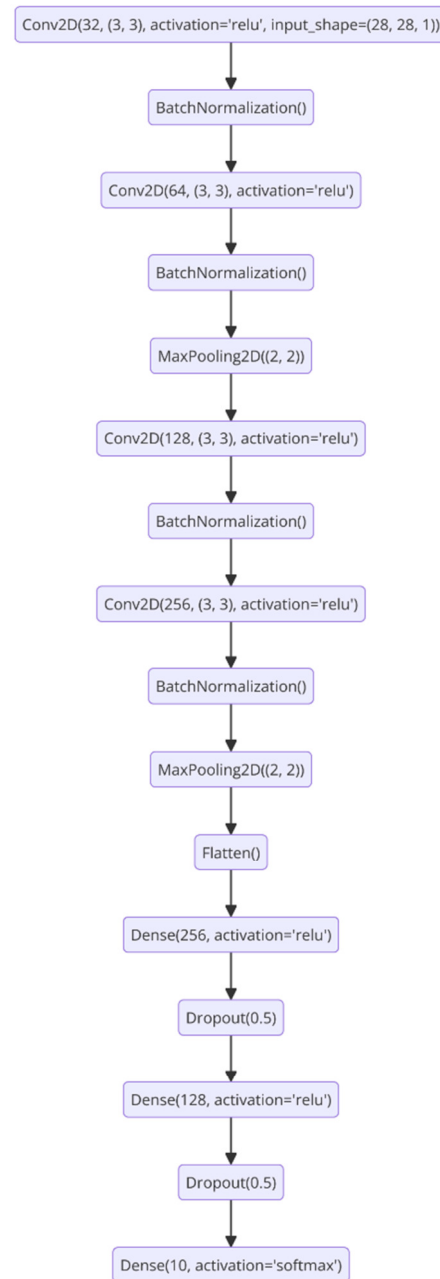 Conv2D(32, (3, 3), activation='relu', input_shape=(28, 28, 1))
BatchNormalization()
Conv2D(64, (3, 3), activation='relu')
BatchNormalization()
MaxPooling2D((2, 2))
Conv2D(128, (3, 3), activation='relu')
BatchNormalization()
Conv2D(256, (3, 3), activation='relu')
BatchNormalization()
MaxPooling2D((2, 2))
Flatten()
Dense(256, activation='relu')
Dropout(0.5)
Dense(128, activation='relu')
Dropout(0.5)
Dense(10, activation='softmax')